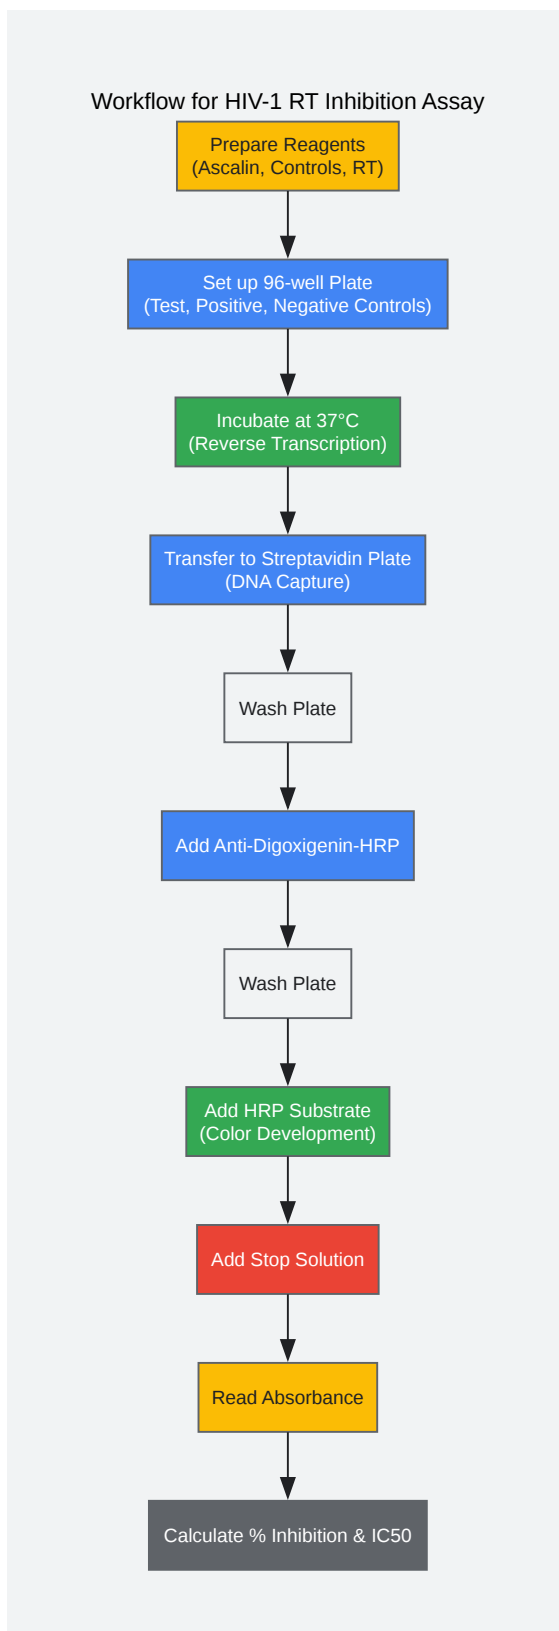 Workflow for HIV-1 RT Inhibition Assay
Prepare Reagents
(Ascalin, Controls, RT)
Set up 96-well Plate
(Test, Positive, Negative Controls)
Incubate at 37°C
(Reverse Transcription)
Transfer to Streptavidin Plate
(DNA Capture)
Wash Plate
Add Anti-Digoxigenin-HRP
Wash Plate
Add HRP Substrate
(Color Development)
Add Stop Solution
Read Absorbance
Calculate % Inhibition & IC50